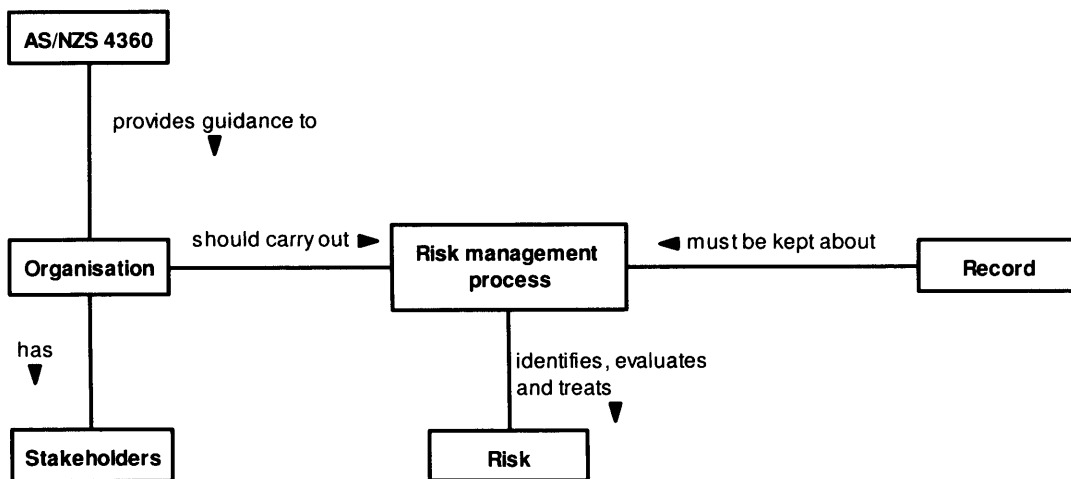 AS/NZS 4360
provides guidance to
Organisation
should carry out
Risk management
process
must be kept about
Record
has
identifies, evaluates
and treats
Stakeholders
Risk